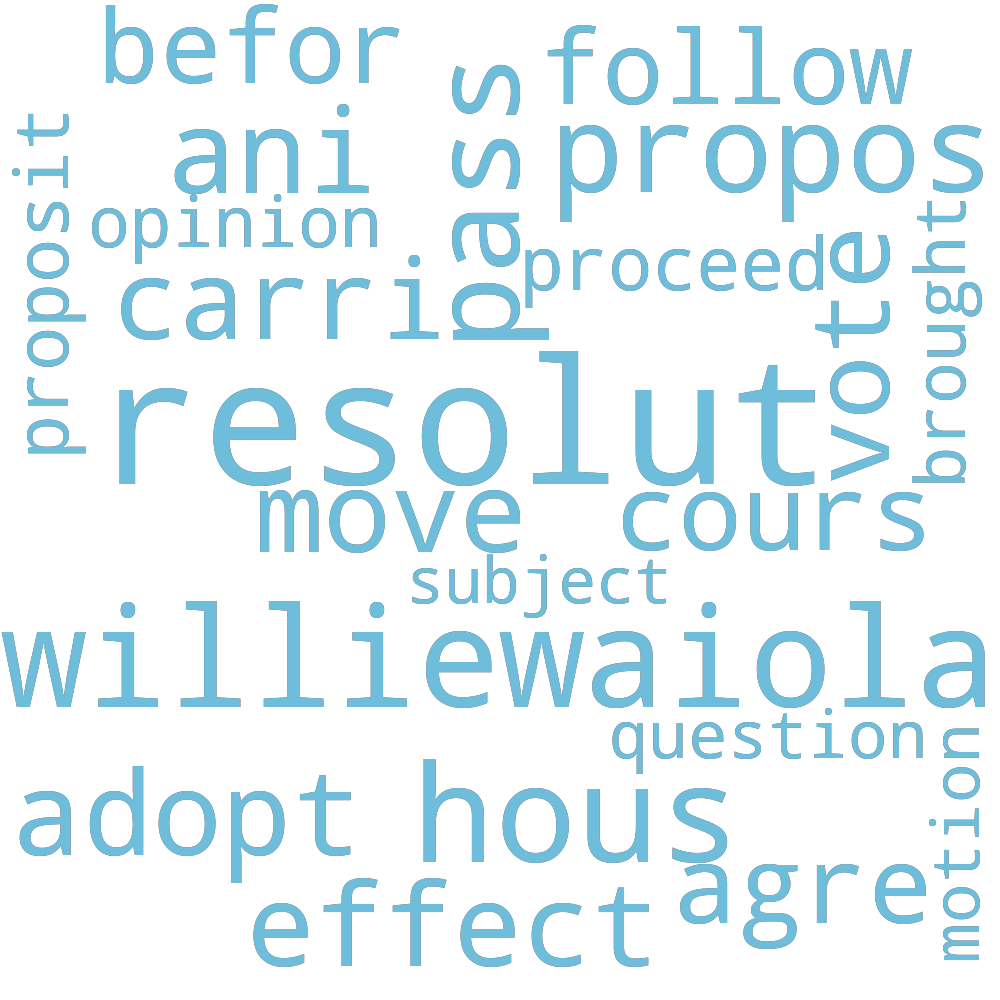 befor
follow
pass
proposit
ani
propos
opinion
brought
vote
proceed
carri
resolut
move
cours
subject
williewaiola
question
motion
adopt
hous
agre
effect